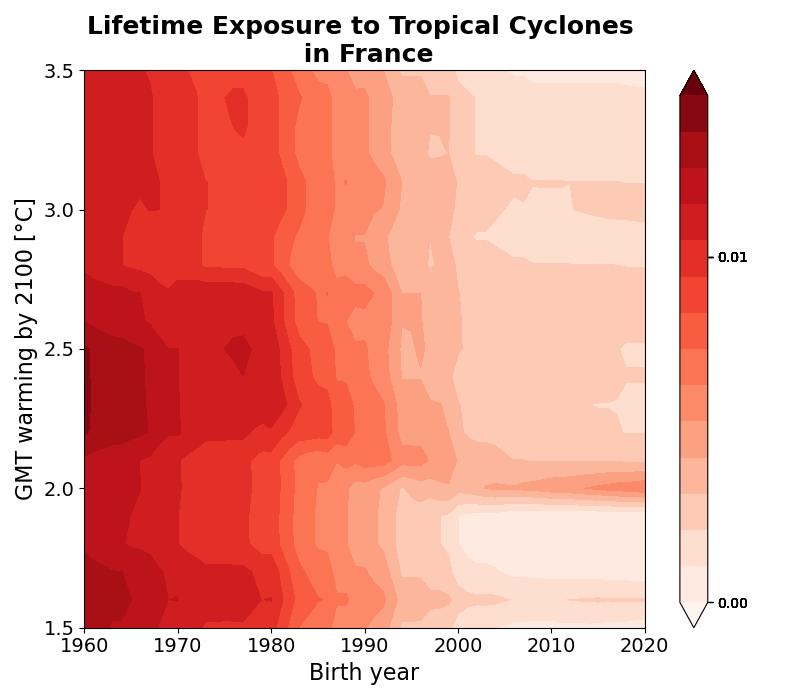 Lifetime Exposure to Tropical Cyclones
in France
GMT warming by 2100 [°C]
3.5
3.0
2.5
2.0
1.5
1960 1970 1980 1990 2000 2010 2020
Birth year
0.01
0.00